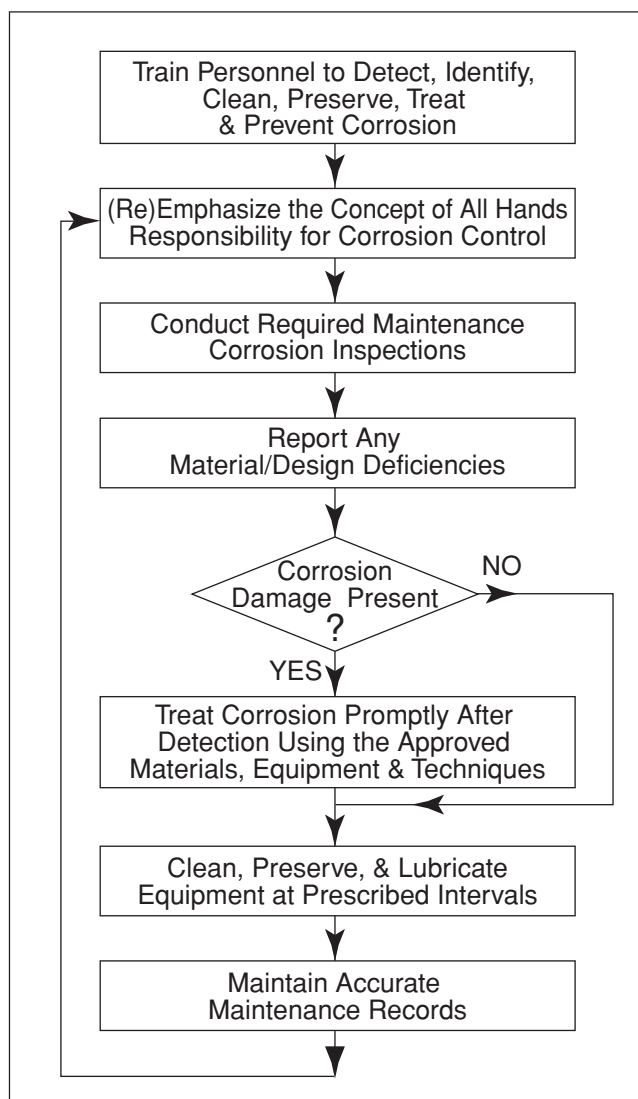 Train Personnel to Detect, Identify,
Clean, Preserve, Treat
& Prevent Corrosion
(Re)Emphasize the Concept of All Hands
Responsibility for Corrosion Control
Conduct Required Maintenance
Corrosion Inspections
Report Any
Material/Design Deficiencies
Corrosion
Damage Present
?
NO
YES
Treat Corrosion Promptly After
Detection Using the Approved
Materials, Equipment & Techniques
Clean, Preserve, & Lubricate
Equipment at Prescribed Intervals
Maintain Accurate
Maintenance Records